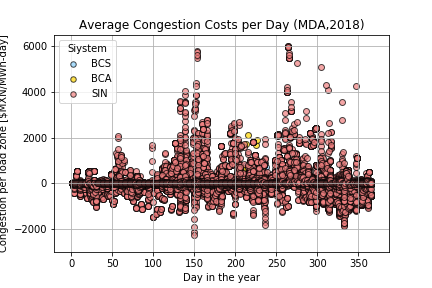 Average Congestion Costs per Day (MDA,2018)
Congestion per load zone [$MXN/MWh-day]
6000
4000
2000
0
−2000
Siystem
BCS
BCA
SIN
0 50 100 150 200 250 300 350
Day in the year